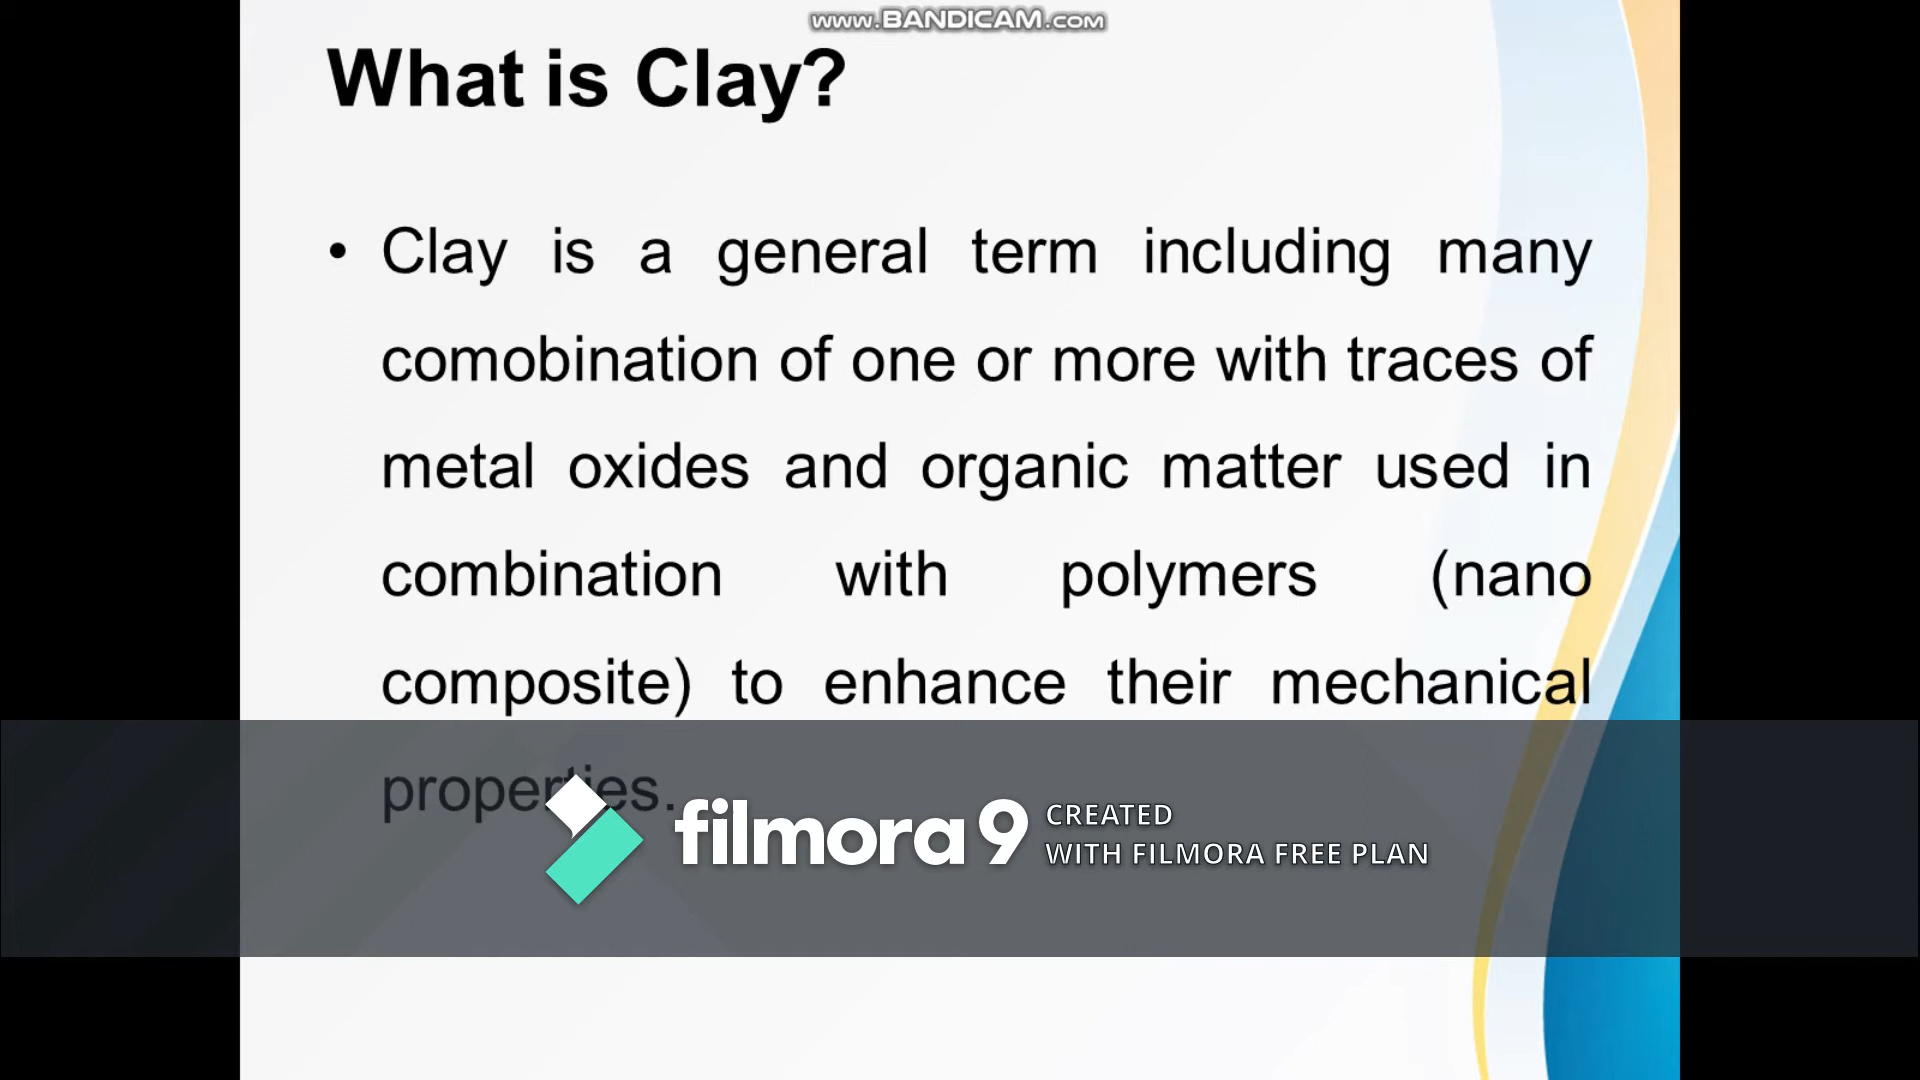 www.BANDICAM.com
What is Clay?
• Clay is a general term including many
comobination of one or more with traces of
metal oxides and organic matter used in
combination with polymers (nano
composite) to enhance their mechanical
properties.
filmora9 CREATED
WITH FILMORA FREE PLAN